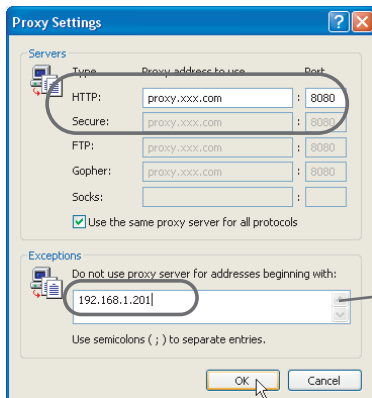 Proxy Settings
Servers
Type Proxy address to use Port
HTTP: proxy.xxx.com : 8080
Secure: proxy.xxx.com : 8080
FTP: proxy.xxx.com : 8080
Gopher: proxy.xxx.com : 8080
Socks: :
Use the same proxy server for all protocols
Exceptions
Do not use proxy server for addresses beginning with:
192.168.1.201
Use semicolons ( ; ) to separate entries.
OK Cancel